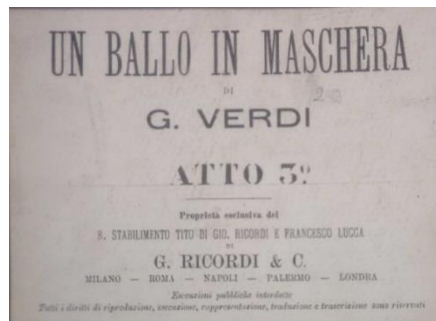 UN BALLO IN MASCHERA
DI
G. VERDI
ATTO 3º
Proprietà esclusiva del
R. STABILIMENTO TITO DI GIO. RICORDI E FRANCESCO LUCCA
DI
G. RICORDI & C.
MILANO — ROMA — NAPOLI — PALERMO — LONDRA
Esecuzioni pubbliche interdette
Tutti i diritti di riproduzione, esecuzione, rappresentazione, traduzione e trascrizione sono riservati